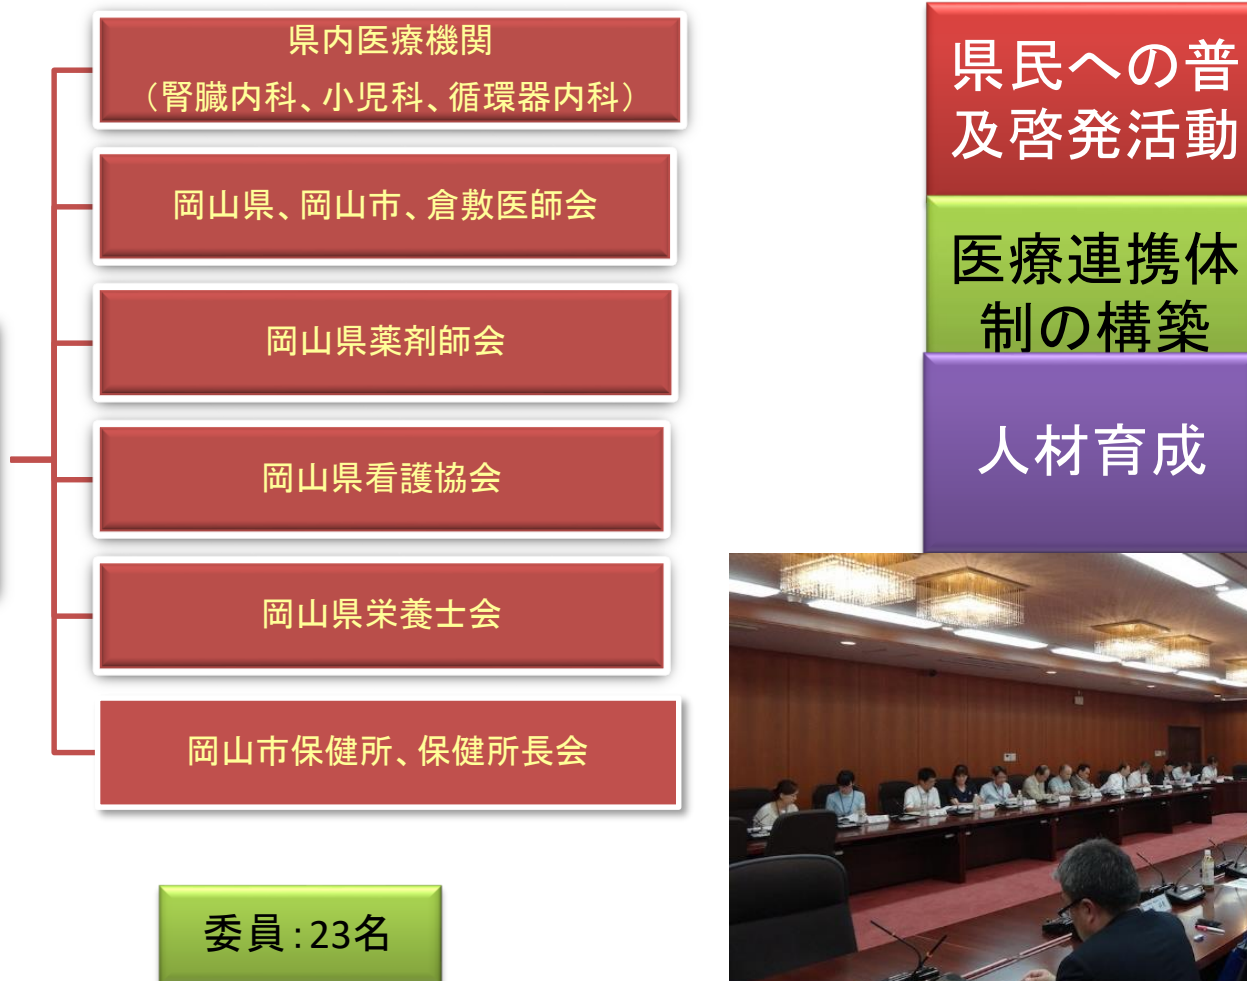 県内医療機関
（腎臓内科、小児科、循環器内科）
岡山県、岡山市、倉敷医師会
岡山県薬剤師会
岡山県看護協会
岡山県栄養士会
岡山市保健所、保健所長会
委員：23名
県民への普
及啓発活動
医療連携体
制の構築
人材育成